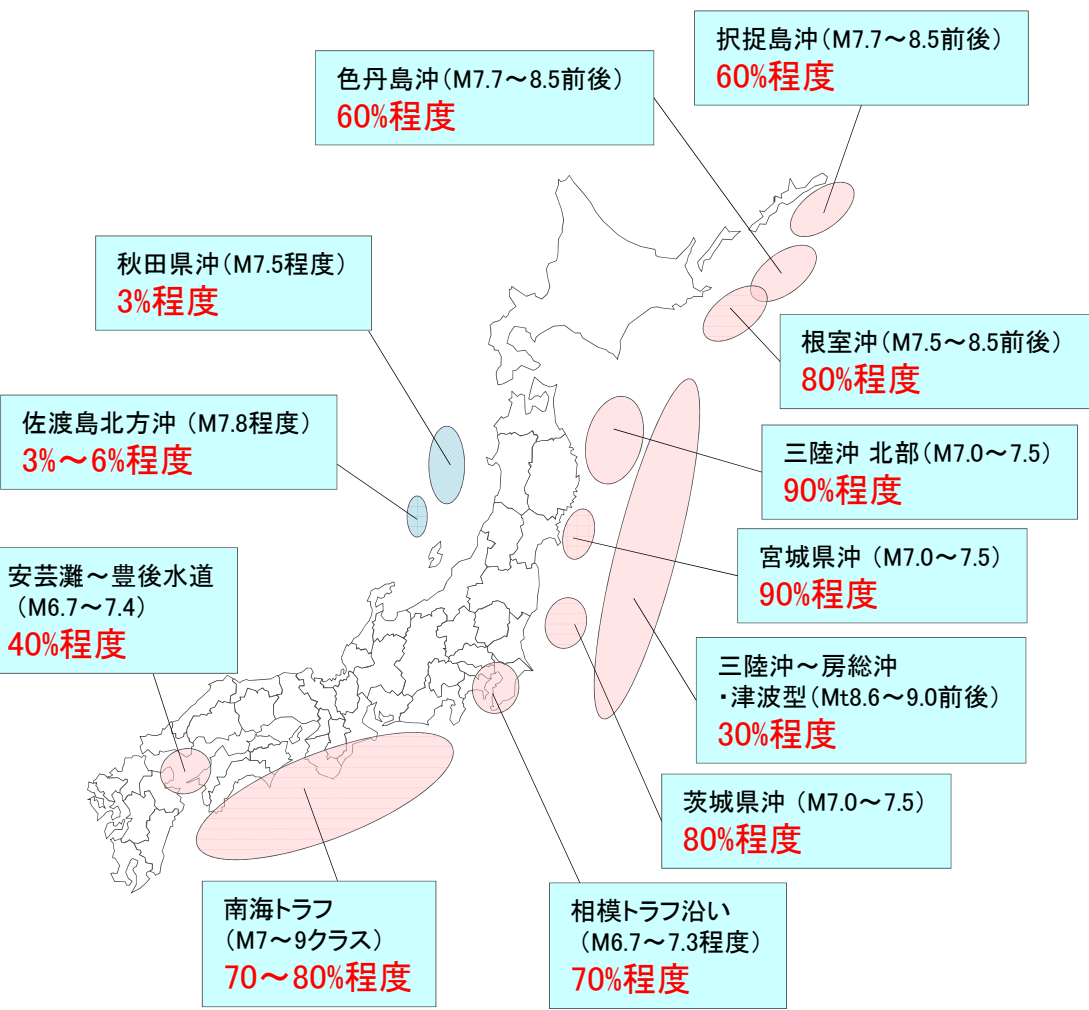 択捉島沖（M7.7～8.5前後）
60%程度
色丹島沖（M7.7～8.5前後）
60%程度
秋田県沖（M7.5程度）
3%程度
根室沖（M7.5～8.5前後）
80%程度
佐渡島北方沖 （M7.8程度）
3%～6%程度
三陸沖 北部（M7.0～7.5）
90%程度
安芸灘～豊後水道
（M6.7～7.4）
40%程度
宮城県沖 （M7.0～7.5）
90%程度
三陸沖～房総沖
・津波型（Mt8.6～9.0前後）
30%程度
茨城県沖 （M7.0～7.5）
80%程度
南海トラフ
（M7～9クラス）
70～80%程度
相模トラフ沿い
（M6.7～7.3程度）
70%程度